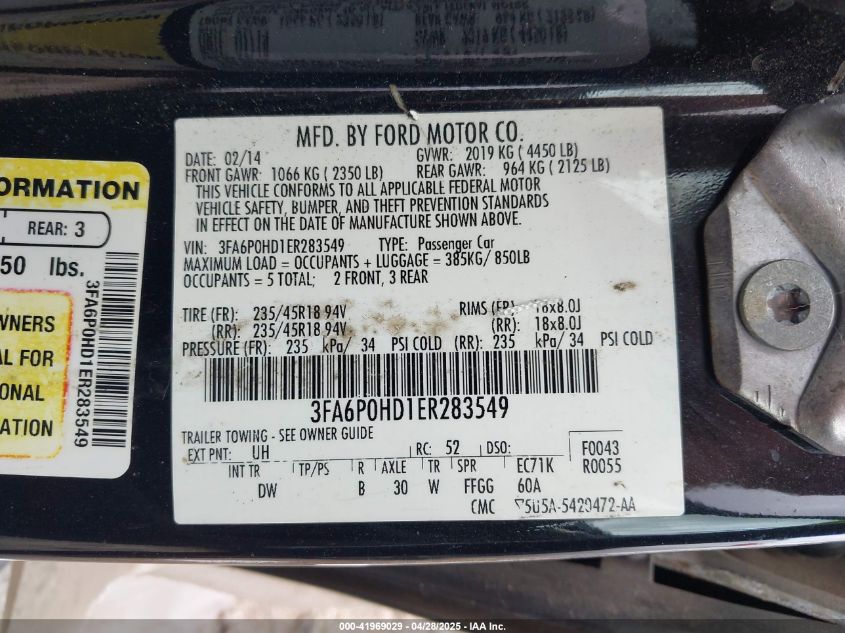 MFD. BY FORD MOTOR CO.
DATE: 02/14 GVWR: 2019 KG ( 4450 LB)
FRONT GAWR: 1066 KG ( 2350 LB) REAR GAWR: 964 KG ( 2125 LB)
THIS VEHICLE CONFORMS TO ALL APPLICABLE FEDERAL MOTOR
VEHICLE SAFETY, BUMPER, AND THEFT PREVENTION STANDARDS
IN EFFECT ON THE DATE OF MANUFACTURE SHOWN ABOVE.
VIN: 3FA6P0HD1ER283549 TYPE: Passenger Car
MAXIMUM LOAD = OCCUPANTS + LUGGAGE = 385KG/ 850LB
OCCUPANTS = 5 TOTAL; 2 FRONT, 3 REAR
TIRE (FR): 235/45R18 94V RIMS (FR): 18x8.0J
(RR): 235/45R18 94V (RR): 18x8.0J
PRESSURE (FR): 235 kPa/ 34 PSI COLD (RR): 235 kPa/ 34 PSI COLD
3FA6P0HD1ER283549
TRAILER TOWING - SEE OWNER GUIDE
EXT PNT: UH RC: 52 DSO: F0043
R0055
INT TR TP/PS R AXLE TR SPR EC71K
DW B 30 W FFGG 60A
CMC 5U5A-5420472-AA
ORMATION
REAR: 3
50 lbs.
3FA6P0HD1ER283549
WNERS
AL FOR
IONAL
ATION
000-41969029 - 04/28/2025 - IAA Inc.